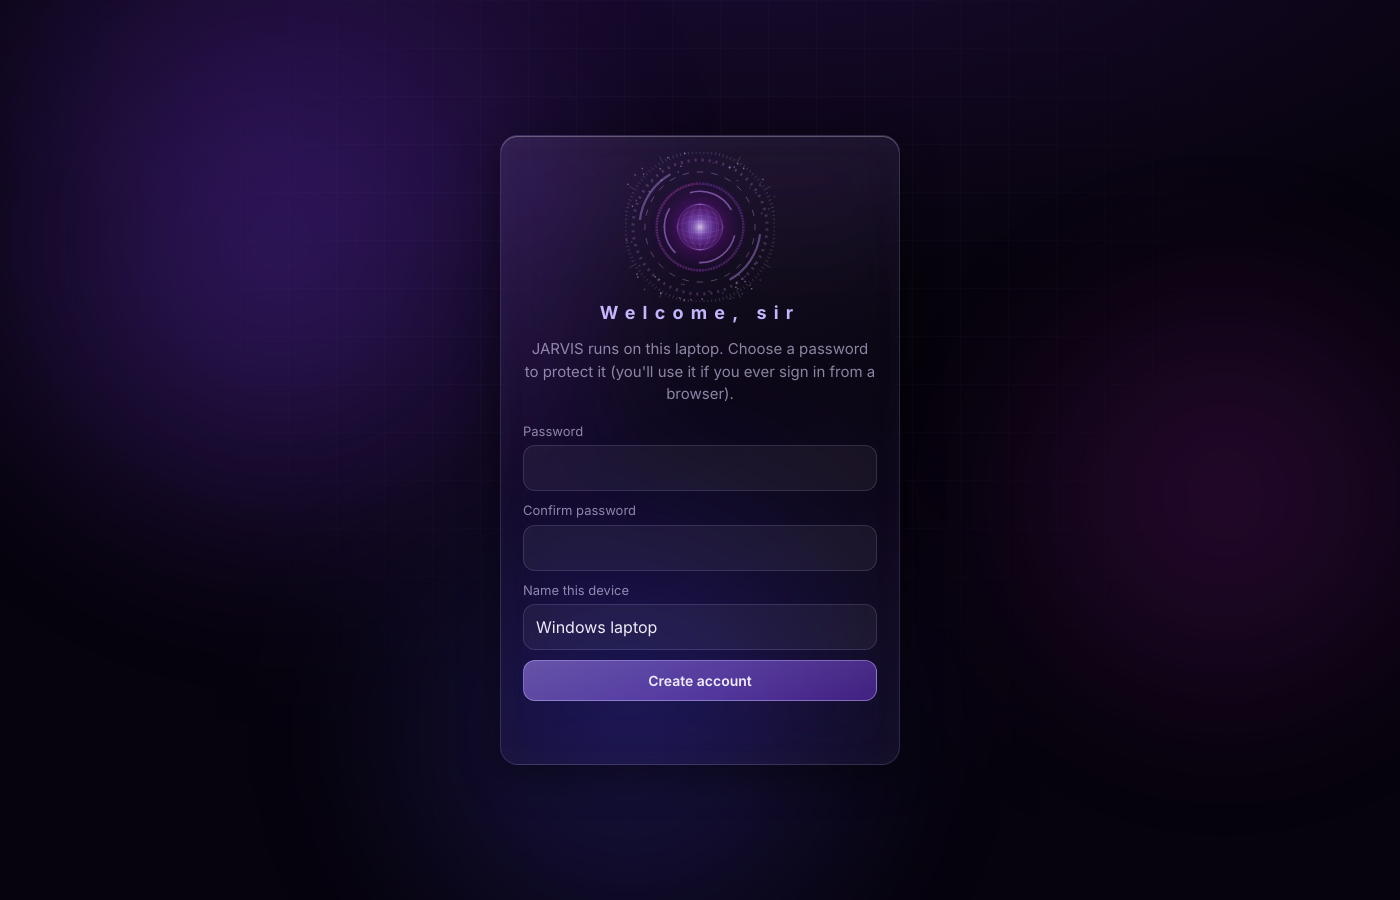 Welcome, sir
JARVIS runs on this laptop. Choose a password
to protect it (you'll use it if you ever sign in from a
browser).
Password
Confirm password
Name this device
Windows laptop
Create account